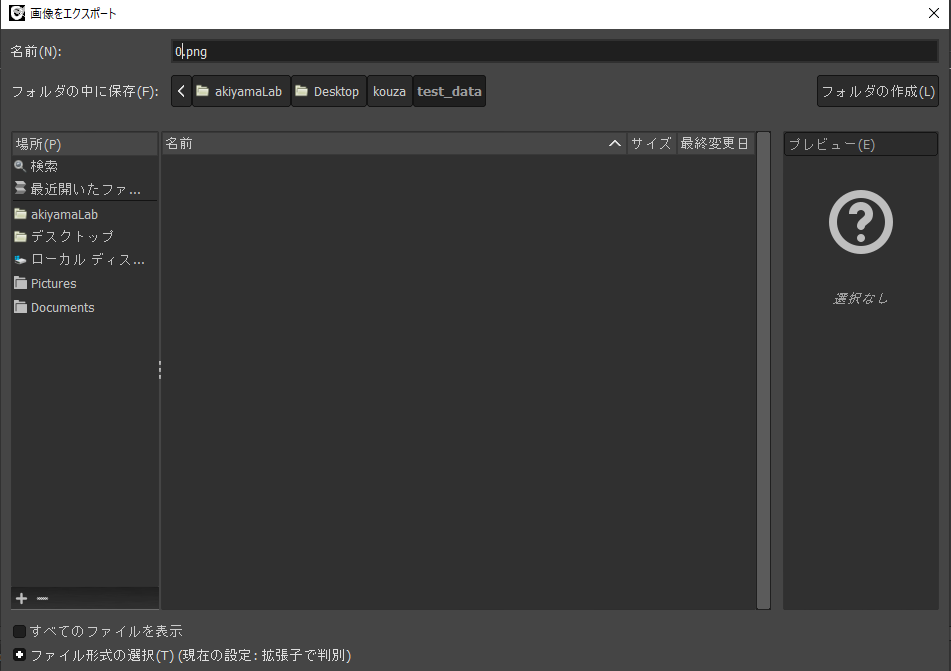 画像をエクスポート
名前(N): 0.png
フォルダの中に保存(F): akiyamaLab Desktop kouza test_data フォルダの作成(L)
場所(P) 名前 サイズ 最終変更日 プレビュー(E)
検索
最近開いたファ...
akiyamaLab
デスクトップ
ローカル ディス...
Pictures
Documents
選択なし
すべてのファイルを表示
ファイル形式の選択(T) (現在の設定: 拡張子で判別)